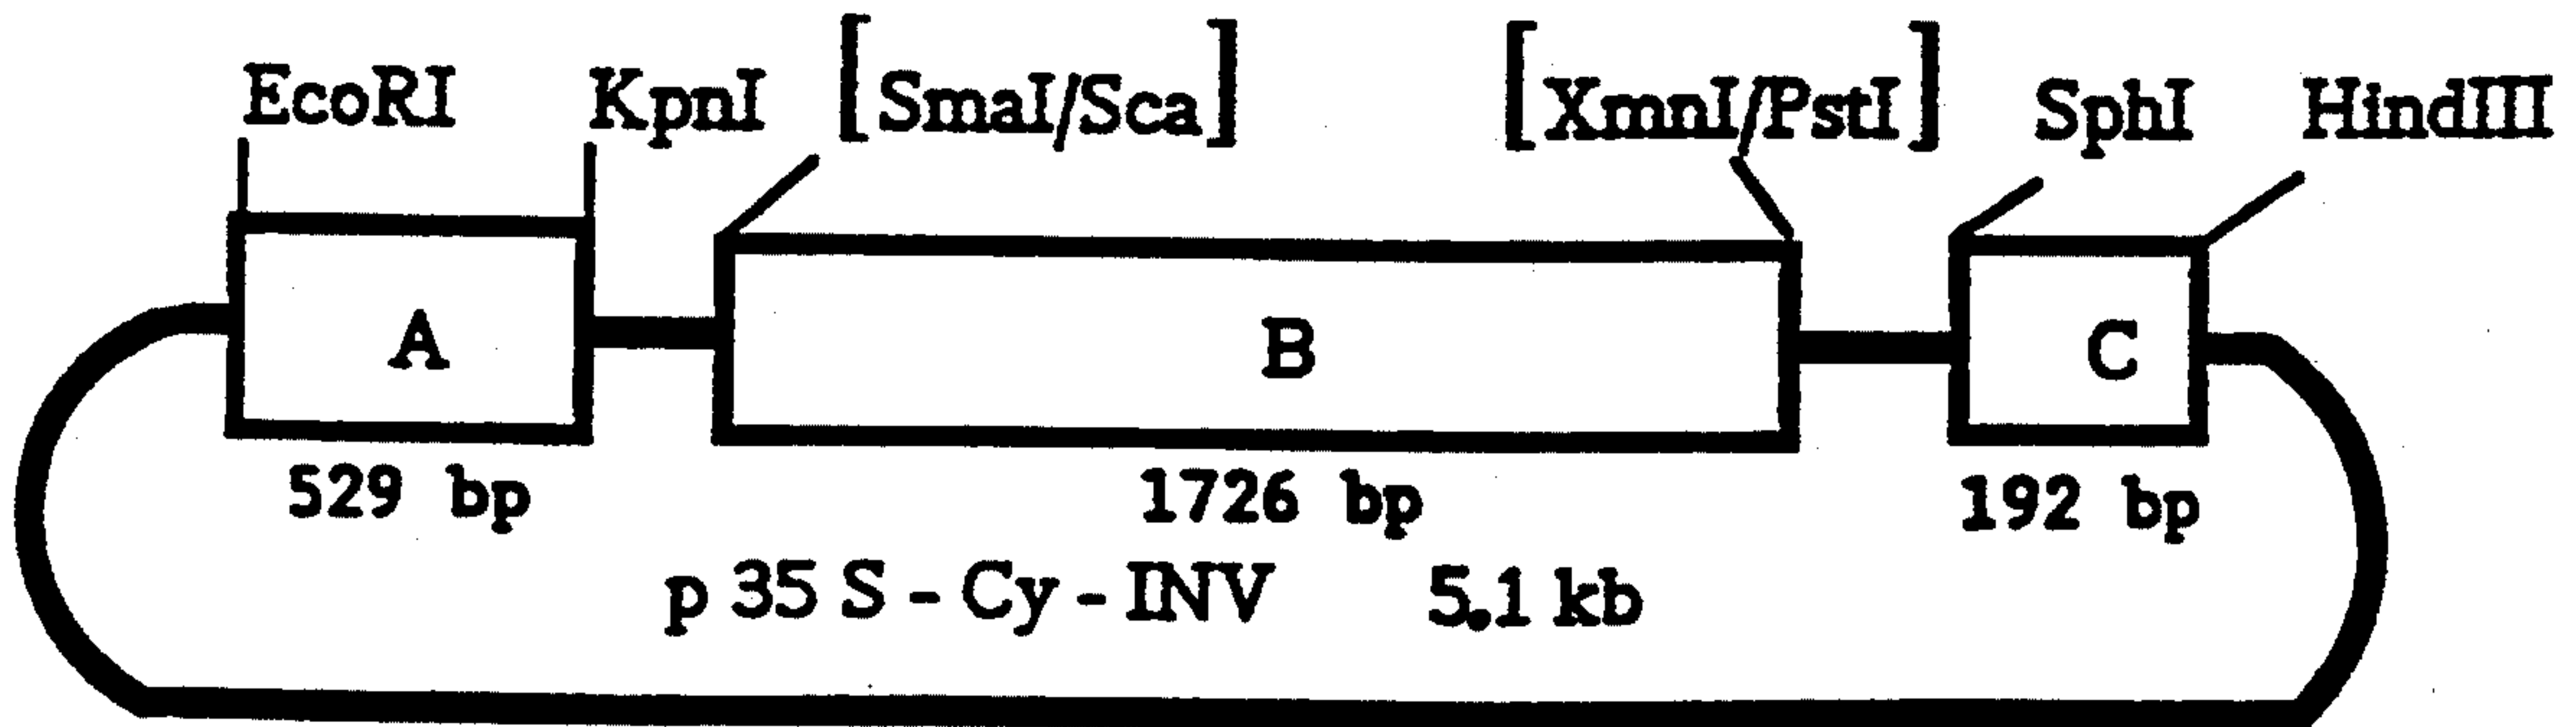 EcoRI KpnI [SmaI/Sca] [XmnI/PstI] SphI HindIII
A B C
529 bp 1726 bp 192 bp
p 35 S - Cy - INV 5.1 kb